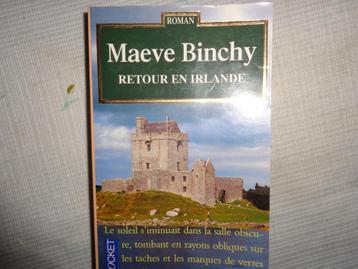 ROMAN
Maeve Binchy
RETOUR EN IRLANDE
Le soleil s'insinuait dans la salle obscu-
re, tombant en rayons obliques sur
les taches et les marques de verres
POCKET